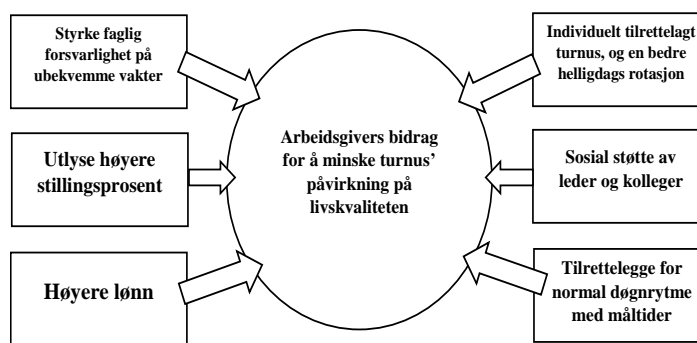 Styrke faglig
forsvarlighet på
ubekvemme vakter
Utlyse høyere
stillingsprosent
Høyere lønn
Arbeidsgivers bidrag
for å minske turnus’
påvirkning på
livskvaliteten
Individuelt tilrettelagt
turnus, og en bedre
helligdags rotasjon
Sosial støtte av
leder og kolleger
Tilrettelegge for
normal døgnrytme
med måltider